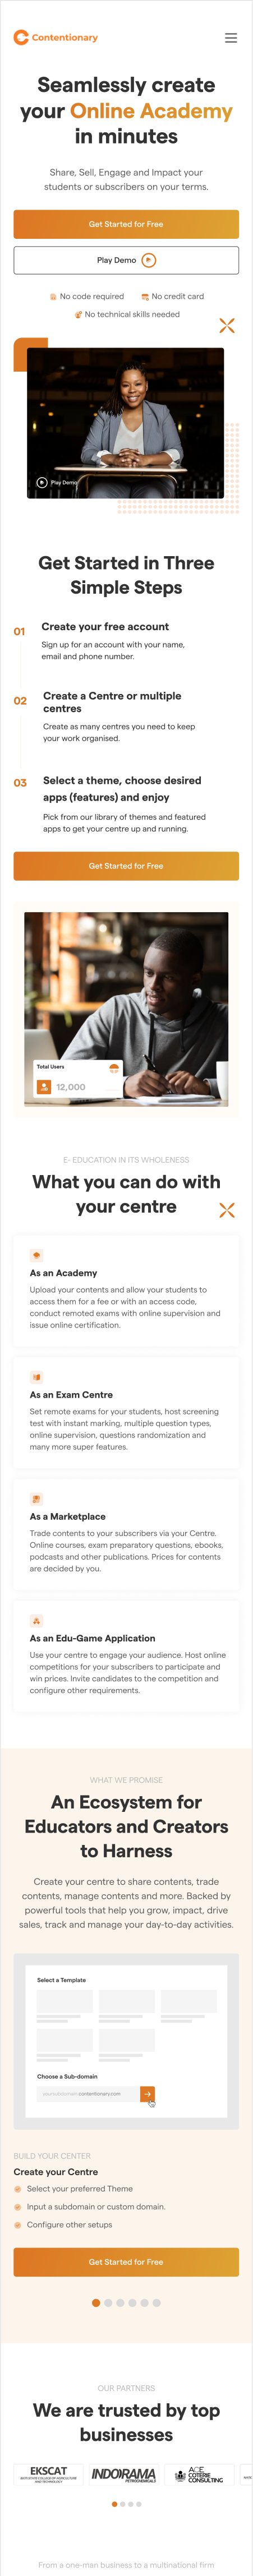 Contentionary
Seamlessly create
your Online Academy
in minutes
Share, Sell, Engage and Impact your
students or subscribers on your terms.
Get Started for Free
Play Demo
No code required
No credit card
No technical skills needed
Play Demo
Get Started in Three
Simple Steps
01
Create your free account
Sign up for an account with your name,
email and phone number.
02
Create a Centre or multiple
centres
Create as many centres you need to keep
your work organised.
03
Select a theme, choose desired
apps (features) and enjoy
Pick from our library of themes and featured
apps to get your centre up and running.
Get Started for Free
Total Users
12,000
E- EDUCATION IN ITS WHOLENESS
What you can do with
your centre
As an Academy
Upload your contents and allow your students to
access them for a fee or with an access code,
conduct remoted exams with online supervision and
issue online certification.
As an Exam Centre
Set remote exams for your students, host screening
test with instant marking, multiple question types,
online supervision, questions randomization and
many more super features.
As a Marketplace
Trade contents to your subscribers via your Centre.
Online courses, exam preparatory questions, ebooks,
podcasts and other publications. Prices for contents
are decided by you.
As an Edu-Game Application
Use your centre to engage your audience. Host online
competitions for your subscribers to participate and
win prices. Invite candidates to the competition and
configure other requirements.
WHAT WE PROMISE
An Ecosystem for
Educators and Creators
to Harness
Create your centre to share contents, trade
contents, manage contents and more. Backed by
powerful tools that help you grow, impact, drive
sales, track and manage your day-to-day activities.
Select a Template
Choose a Sub-domain
yoursubdomain.contentionary.com
BUILD YOUR CENTER
Create your Centre
Select your preferred Theme
Input a subdomain or custom domain.
Configure other setups
Get Started for Free
OUR PARTNERS
We are trusted by top
businesses
EKSCAT
EKITI STATE COLLEGE OF AGRICULTURE
AND TECHNOLOGY
INDORAMA
PETROCHEMICALS
ACE
COTERIE
CONSULTING
From a one-man business to a multinational firm